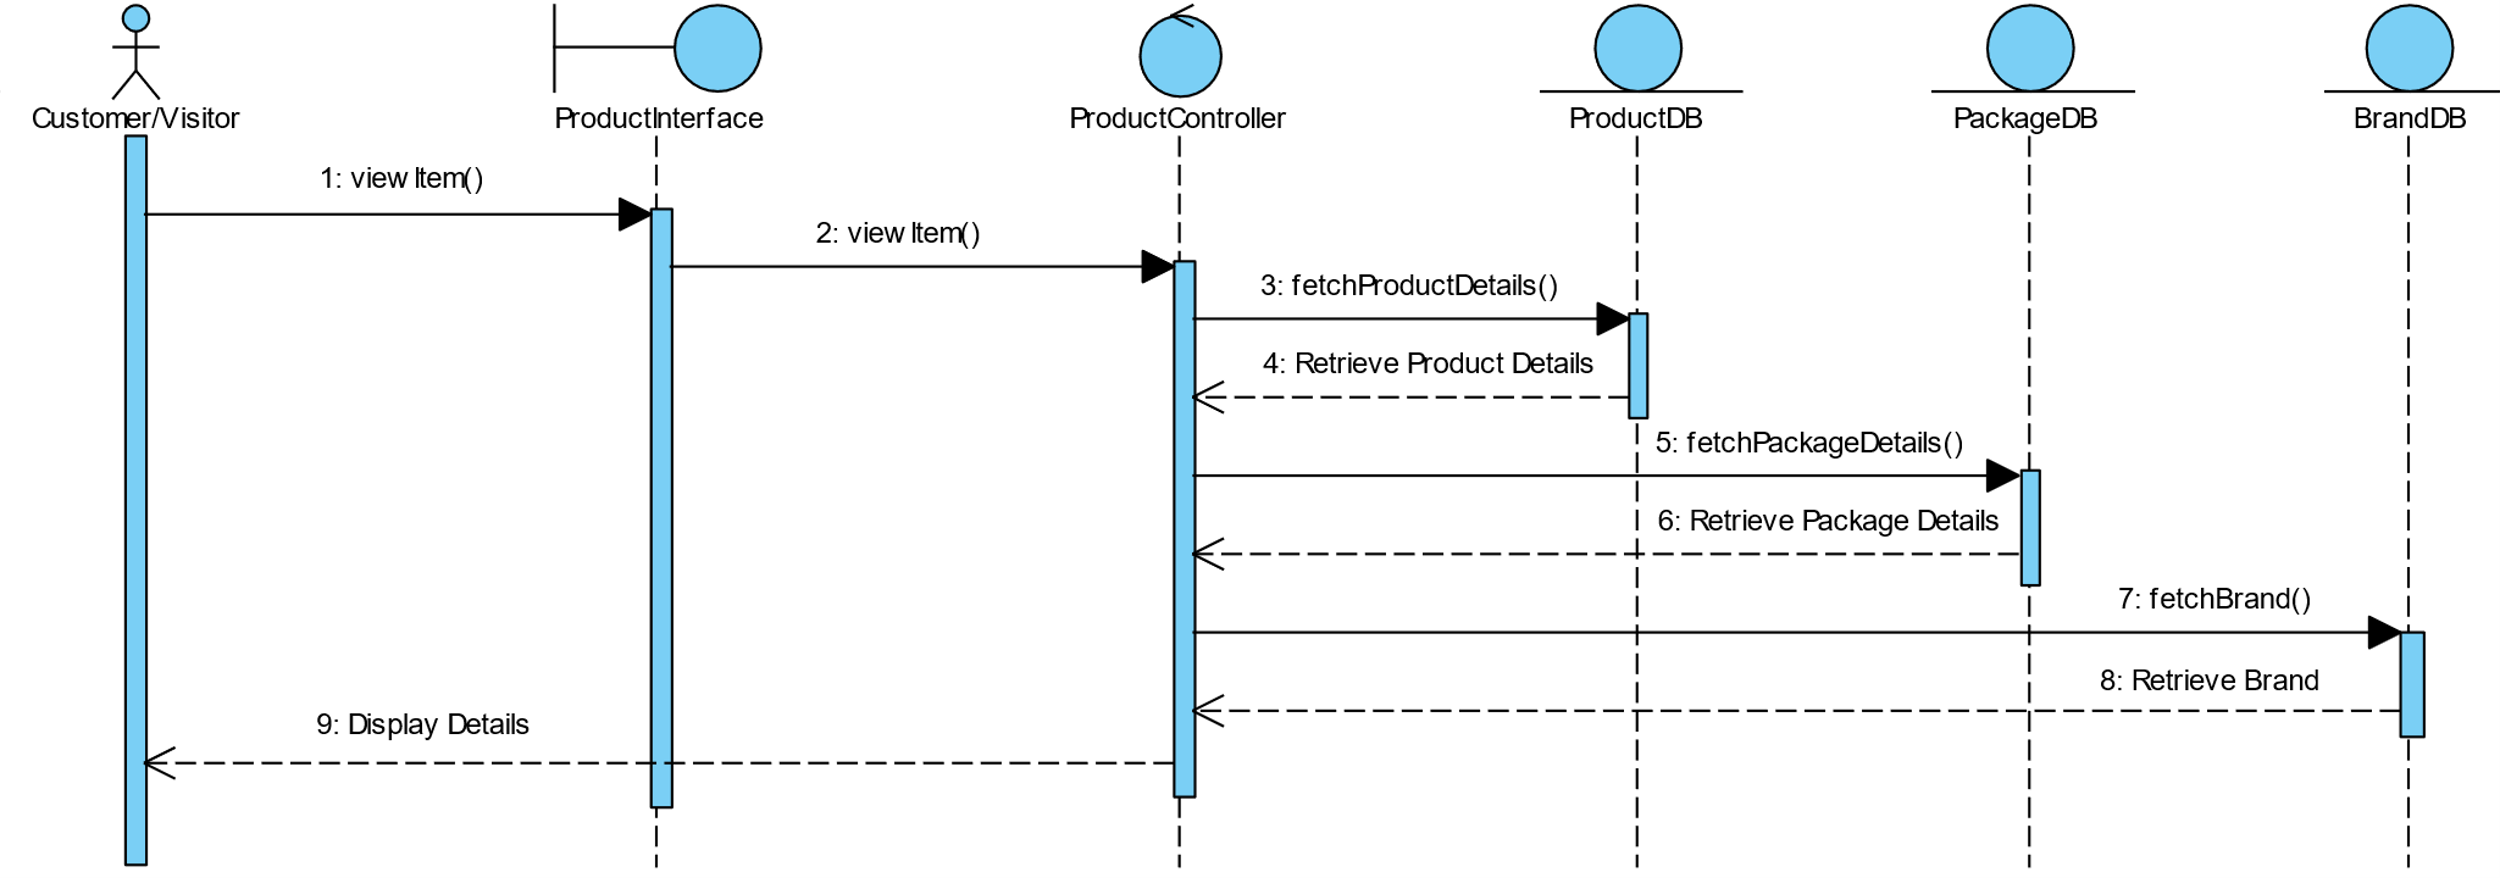 Customer/Visitor
ProductInterface
ProductController
ProductDB
PackageDB
BrandDB
1: view Item()
2: view Item()
3: fetchProductDetails()
4: Retrieve Product Details
5: fetchPackageDetails()
6: Retrieve Package Details
7: fetchBrand()
8: Retrieve Brand
9: Display Details